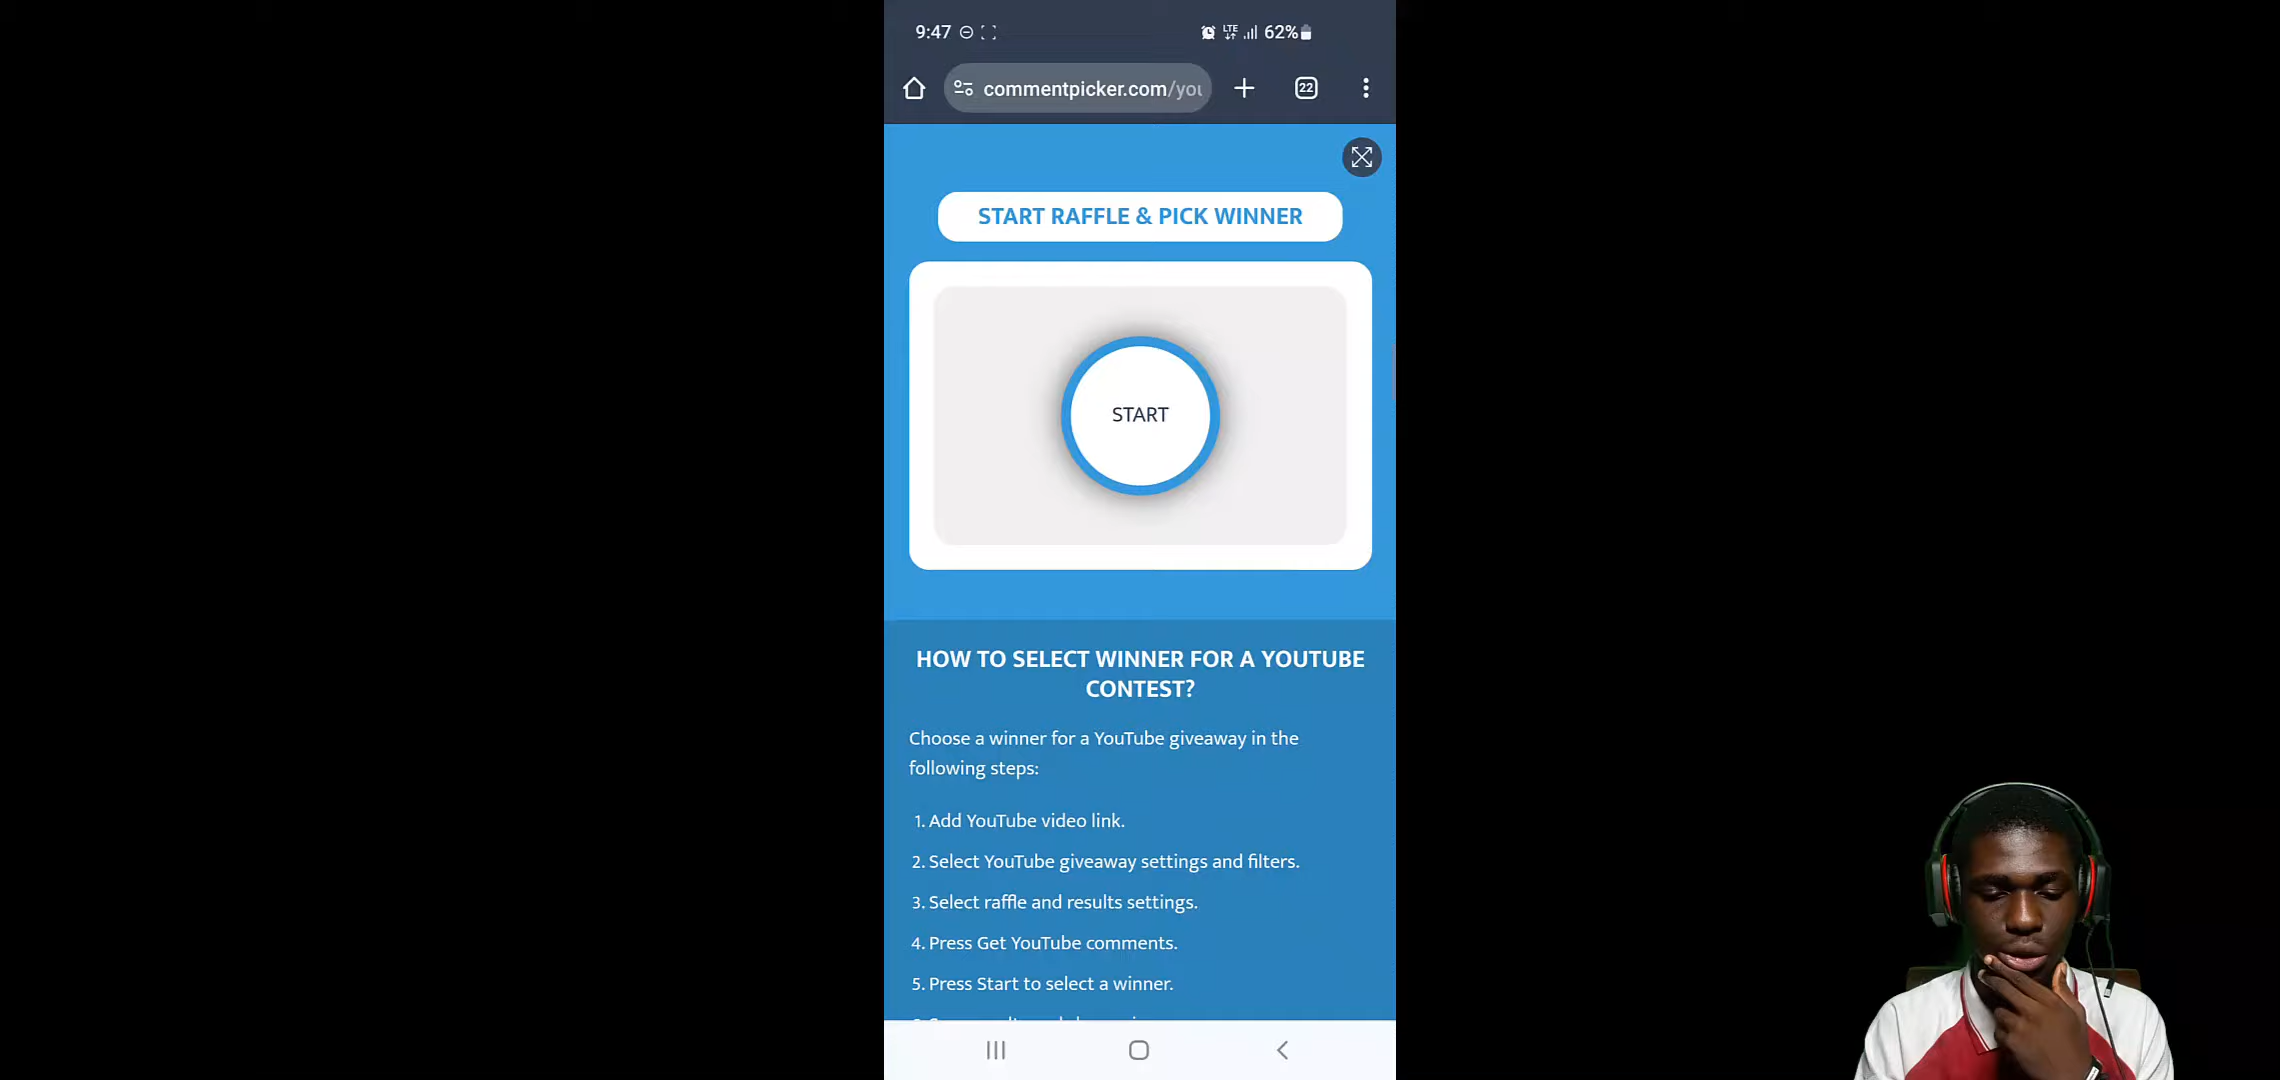 9:47 LTE 62%
commentpicker.com/you 22
START RAFFLE & PICK WINNER
START
HOW TO SELECT WINNER FOR A YOUTUBE
CONTEST?
Choose a winner for a YouTube giveaway in the
following steps:
1. Add YouTube video link.
2. Select YouTube giveaway settings and filters.
3. Select raffle and results settings.
4. Press Get YouTube comments.
5. Press Start to select a winner.